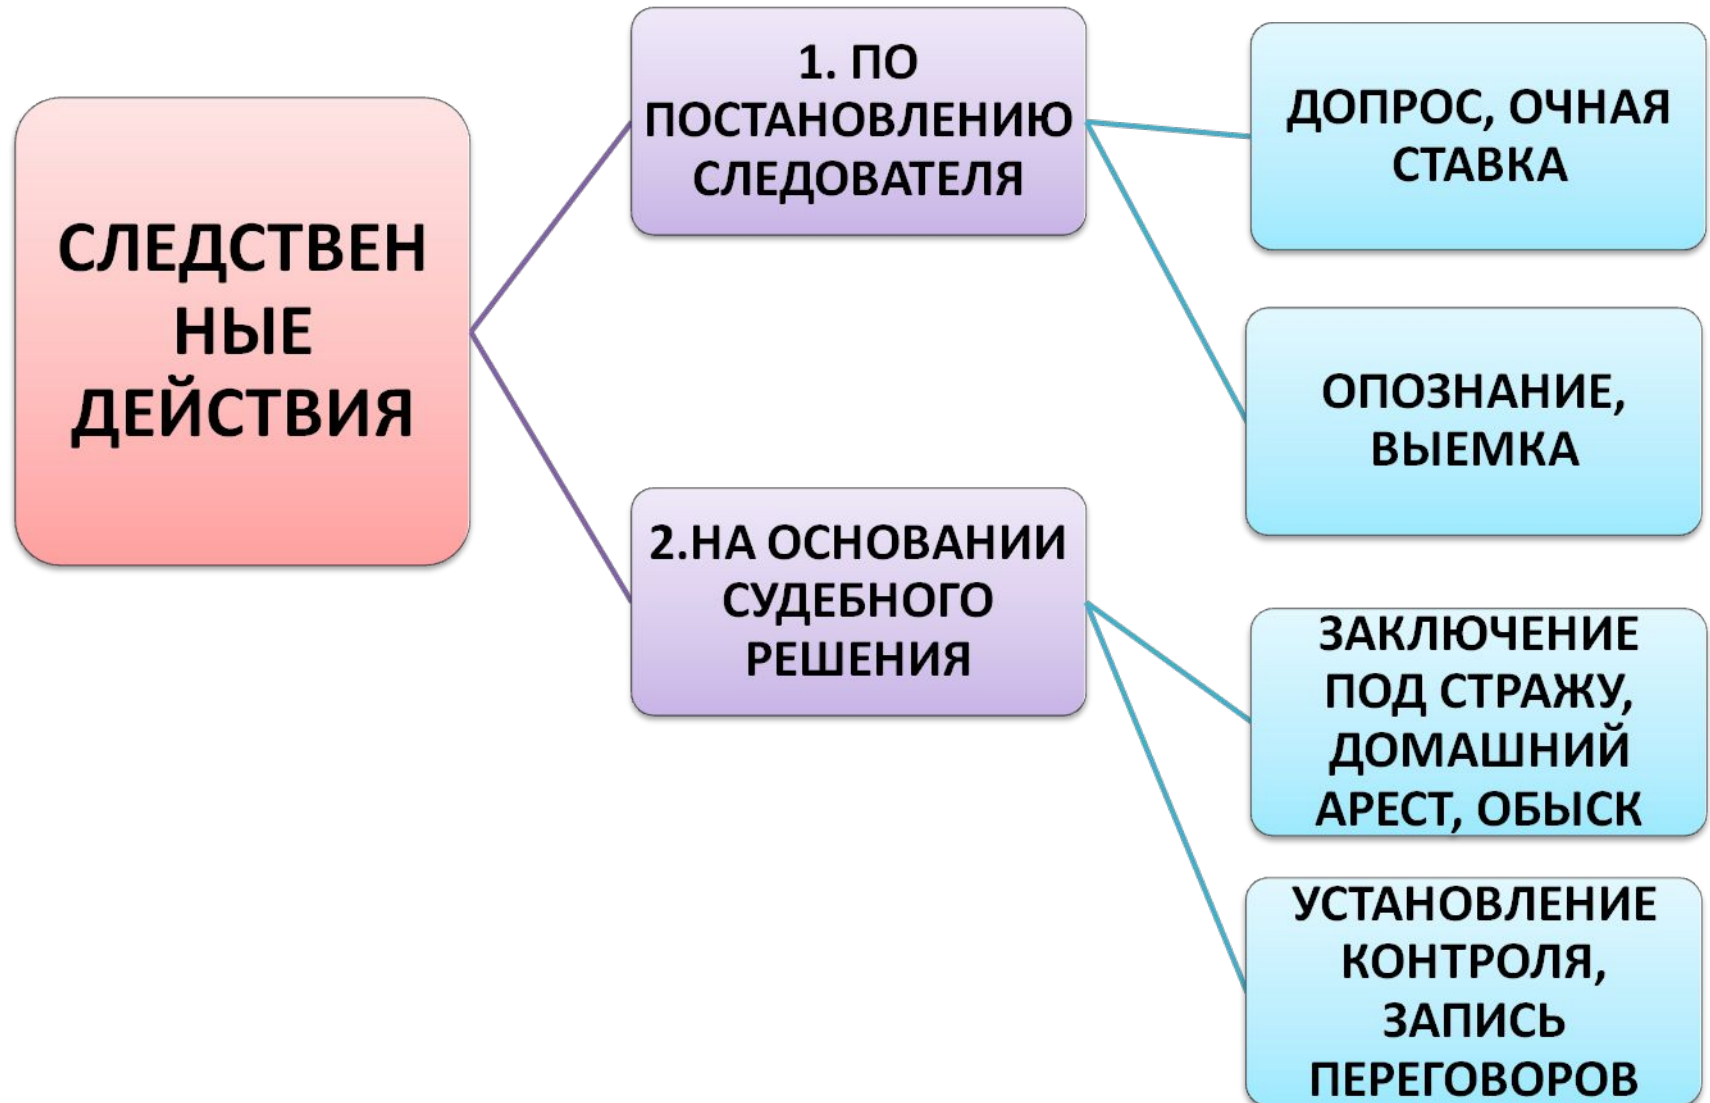 СЛЕДСТВЕН
НЫЕ
ДЕЙСТВИЯ
1. ПО
ПОСТАНОВЛЕНИЮ
СЛЕДОВАТЕЛЯ
ДОПРОС, ОЧНАЯ
СТАВКА
ОПОЗНАНИЕ,
ВЫЕМКА
2.НА ОСНОВАНИИ
СУДЕБНОГО
РЕШЕНИЯ
ЗАКЛЮЧЕНИЕ
ПОД СТРАЖУ,
ДОМАШНИЙ
АРЕСТ, ОБЫСК
УСТАНОВЛЕНИЕ
КОНТРОЛЯ,
ЗАПИСЬ
ПЕРЕГОВОРОВ